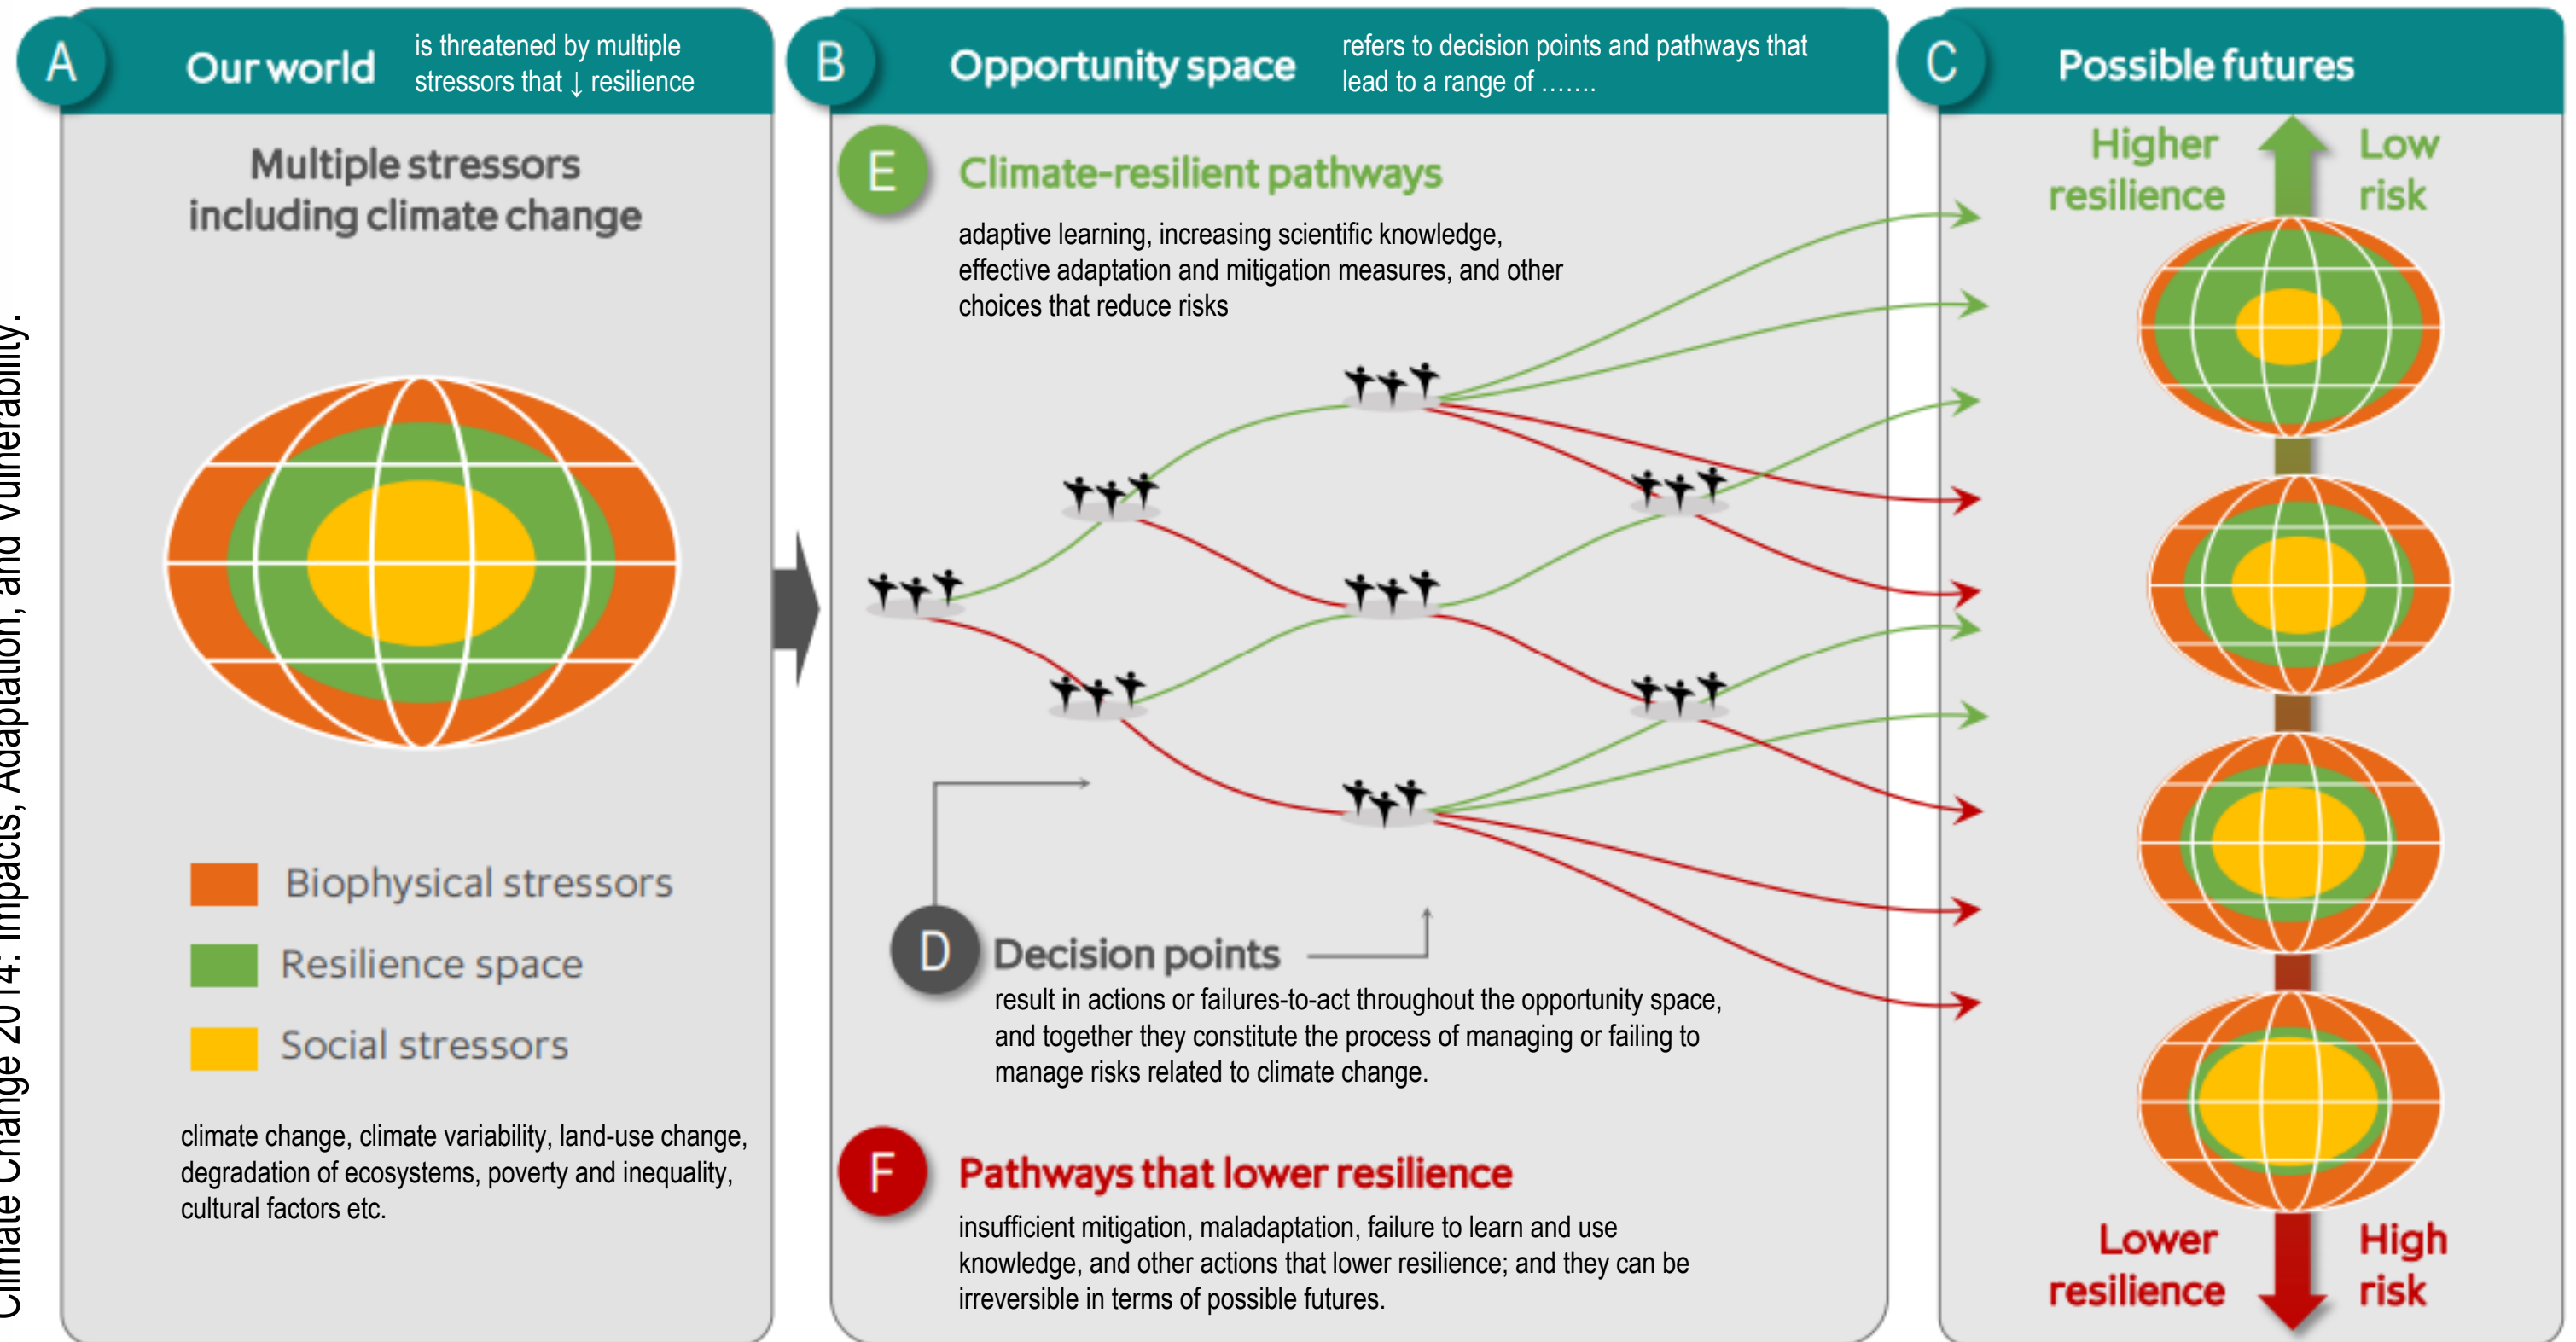 Climate Change 2014: Impacts, Adaptation, and Vulnerability.
A
Our world
is threatened by multiple
stressors that ↓ resilience
Multiple stressors
including climate change
Biophysical stressors
Resilience space
Social stressors
climate change, climate variability, land-use change,
degradation of ecosystems, poverty and inequality,
cultural factors etc.
B
Opportunity space
refers to decision points and pathways that
lead to a range of …….
E
Climate-resilient pathways
adaptive learning, increasing scientific knowledge,
effective adaptation and mitigation measures, and other
choices that reduce risks
D
Decision points
result in actions or failures-to-act throughout the opportunity space,
and together they constitute the process of managing or failing to
manage risks related to climate change.
F
Pathways that lower resilience
insufficient mitigation, maladaptation, failure to learn and use
knowledge, and other actions that lower resilience; and they can be
irreversible in terms of possible futures.
C
Possible futures
Higher
resilience
Low
risk
Lower
resilience
High
risk